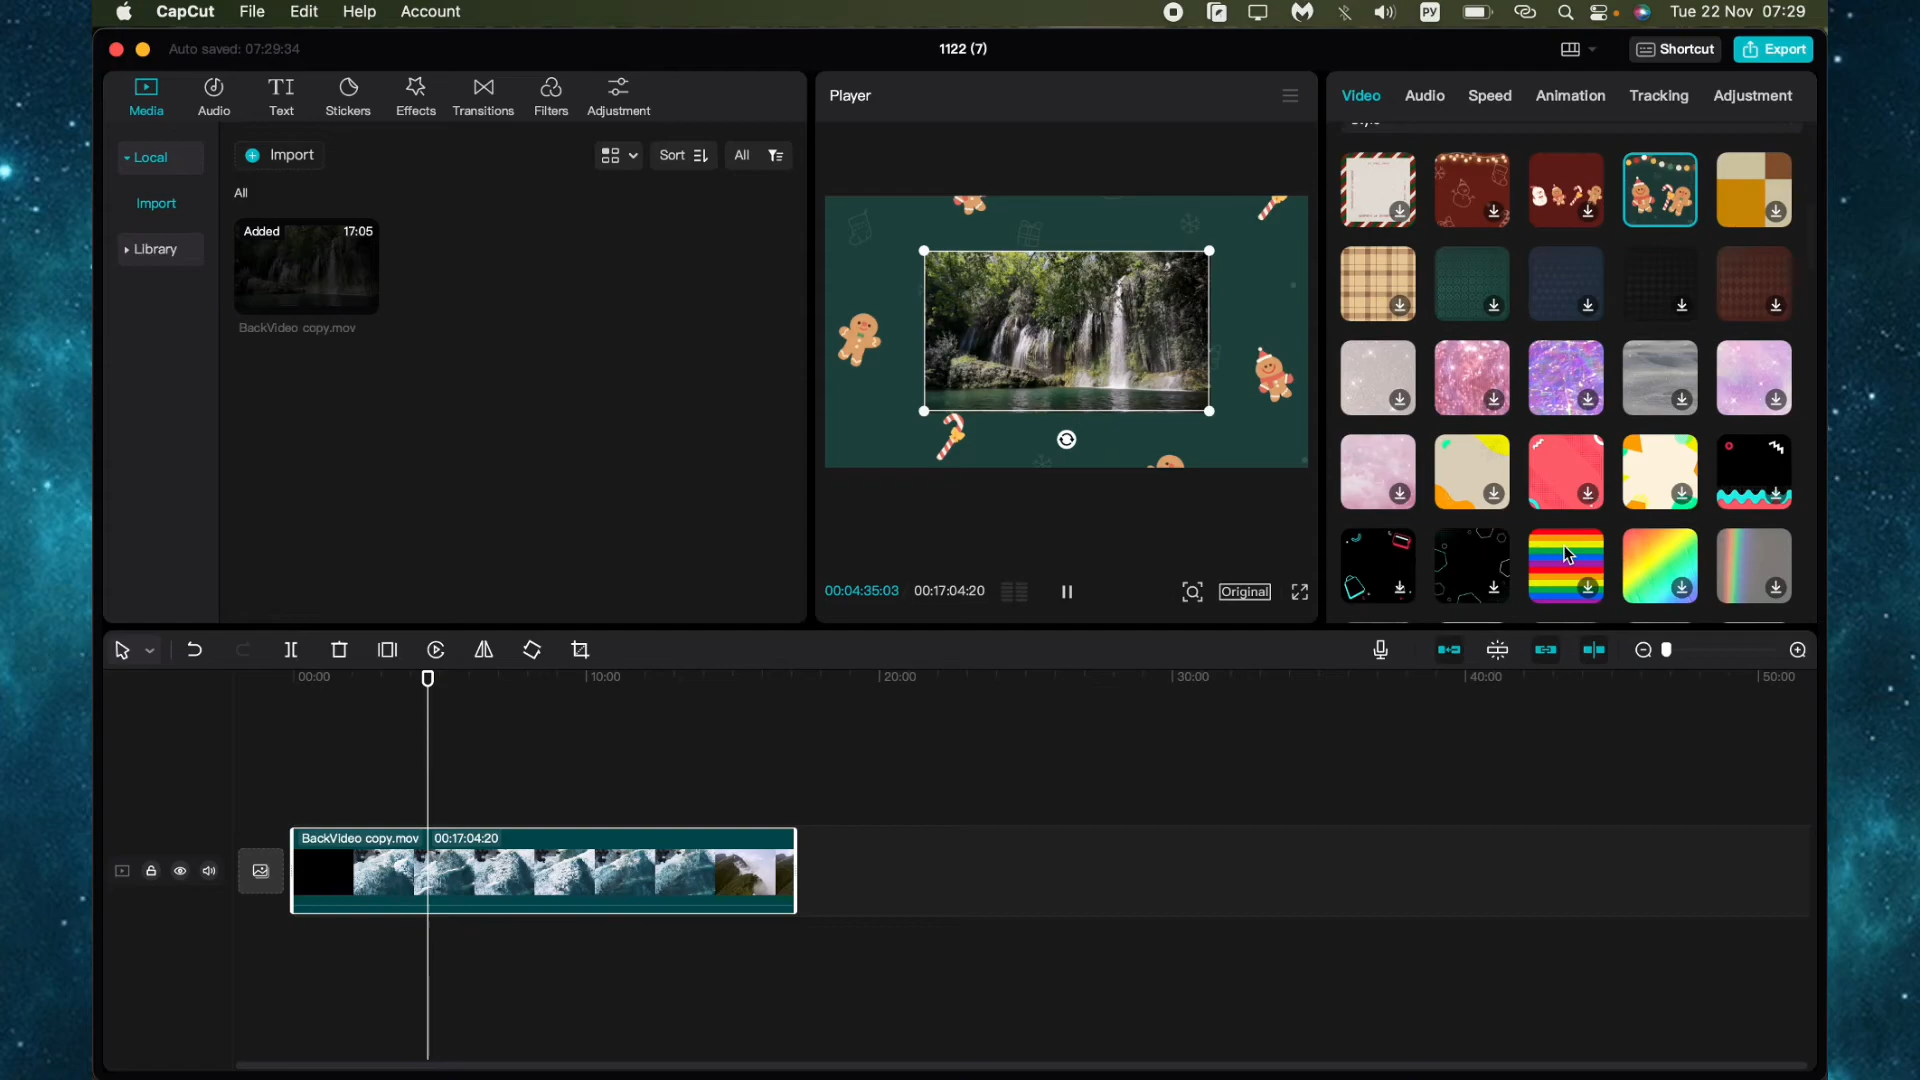 CapCut File Edit Help Account РУ Tue 22 Nov 07:29
Auto saved: 07:29:34 1122 (7) Shortcut Export
Media Audio Text Stickers Effects Transitions Filters Adjustment
Player
Video Audio Speed Animation Tracking Adjustment
Local
Import
Library
Import Sort All
All
Added 17:05
BackVideo copy.mov
00:04:35:03 00:17:04:20 Original
00:00 10:00 20:00 30:00 40:00 50:00
BackVideo copy.mov 00:17:04:20